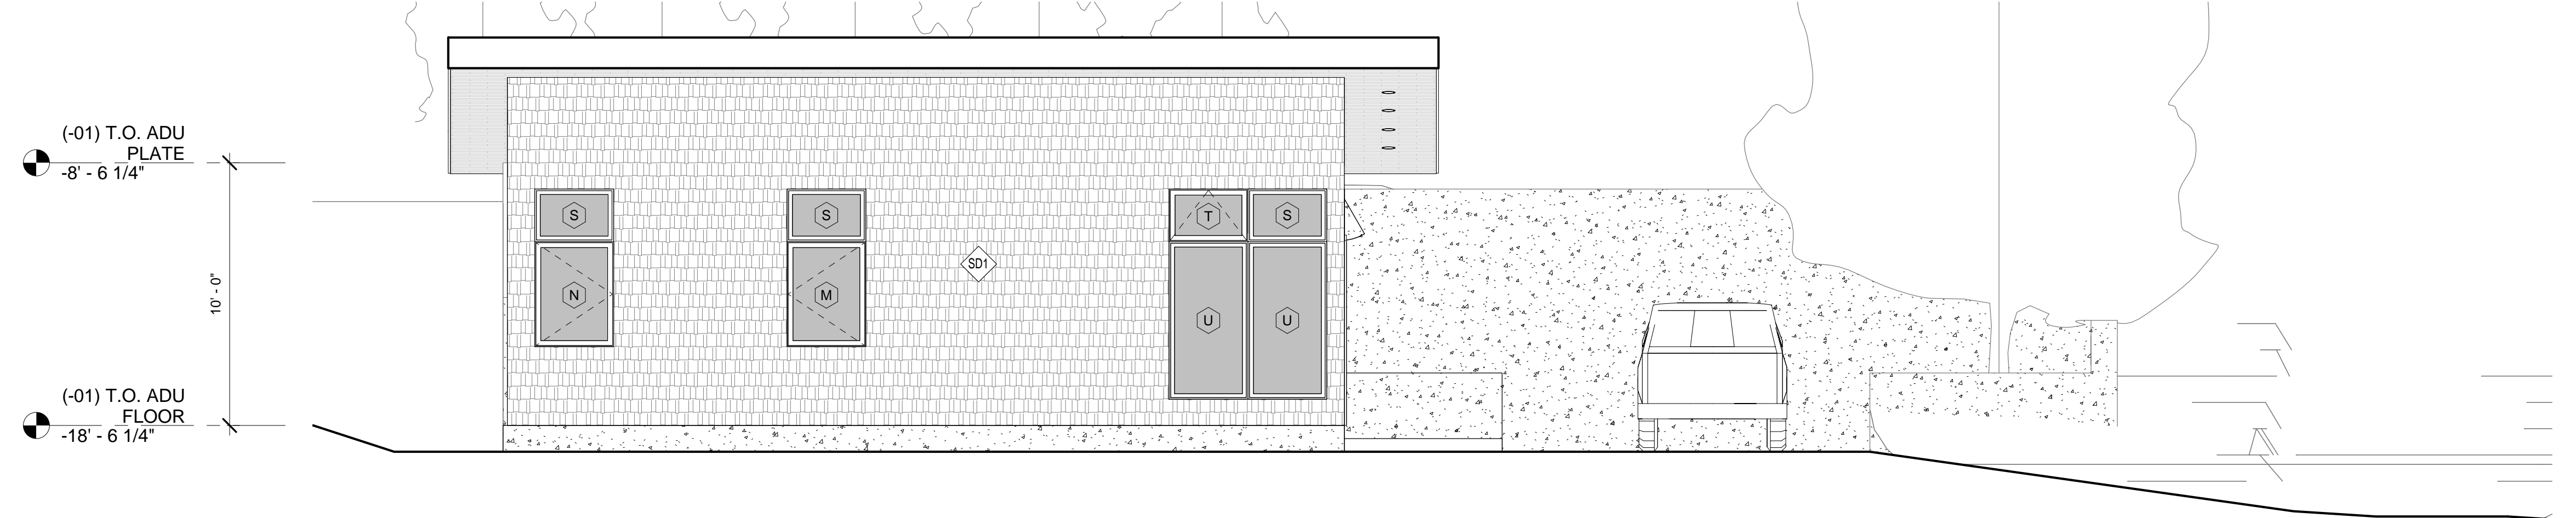 (-01) T.O. ADU
PLATE
-8' - 6 1/4"
10' - 0"
(-01) T.O. ADU
FLOOR
-18' - 6 1/4"
S
S
T
S
SD1
N
M
U
U